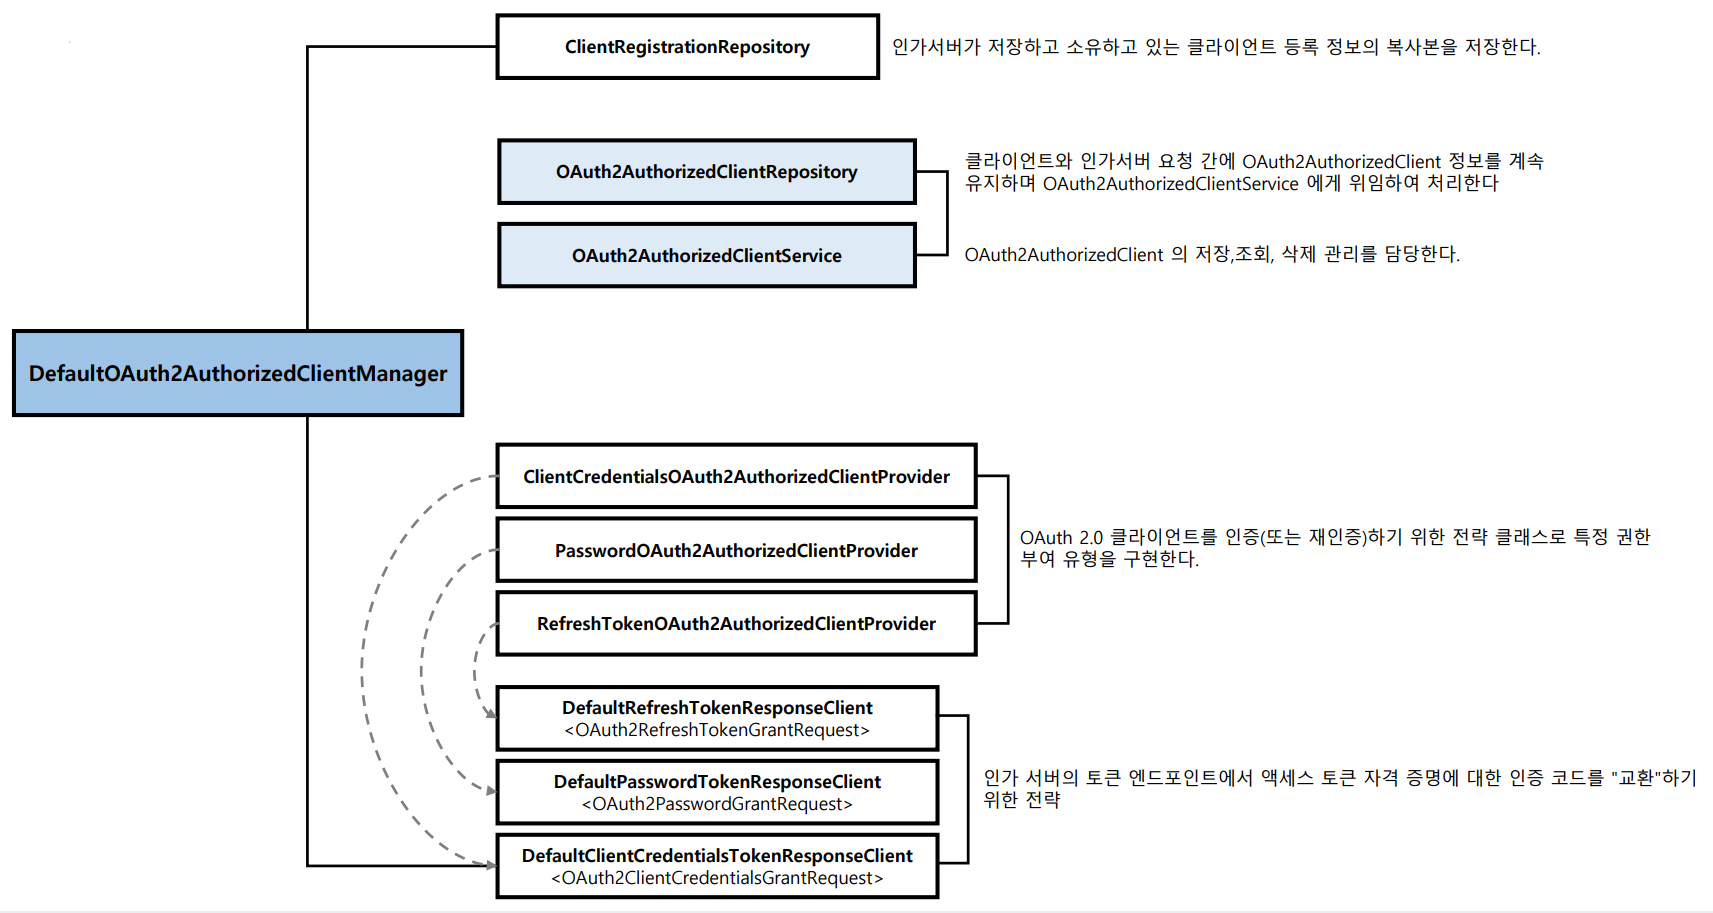 ClientRegistrationRepository
인가서버가 저장하고 소유하고 있는 클라이언트 등록 정보의 복사본을 저장한다.
OAuth2AuthorizedClientRepository
클라이언트와 인가서버 요청 간에 OAuth2AuthorizedClient 정보를 계속
유지하며 OAuth2AuthorizedClientService 에게 위임하여 처리한다
OAuth2AuthorizedClientService
OAuth2AuthorizedClient 의 저장,조회, 삭제 관리를 담당한다.
DefaultOAuth2AuthorizedClientManager
ClientCredentialsOAuth2AuthorizedClientProvider
PasswordOAuth2AuthorizedClientProvider
RefreshTokenOAuth2AuthorizedClientProvider
OAuth 2.0 클라이언트를 인증(또는 재인증)하기 위한 전략 클래스로 특정 권한
부여 유형을 구현한다.
DefaultRefreshTokenResponseClient
<OAuth2RefreshTokenGrantRequest>
DefaultPasswordTokenResponseClient
<OAuth2PasswordGrantRequest>
DefaultClientCredentialsTokenResponseClient
<OAuth2ClientCredentialsGrantRequest>
인가 서버의 토큰 엔드포인트에서 액세스 토큰 자격 증명에 대한 인증 코드를 "교환"하기
위한 전략